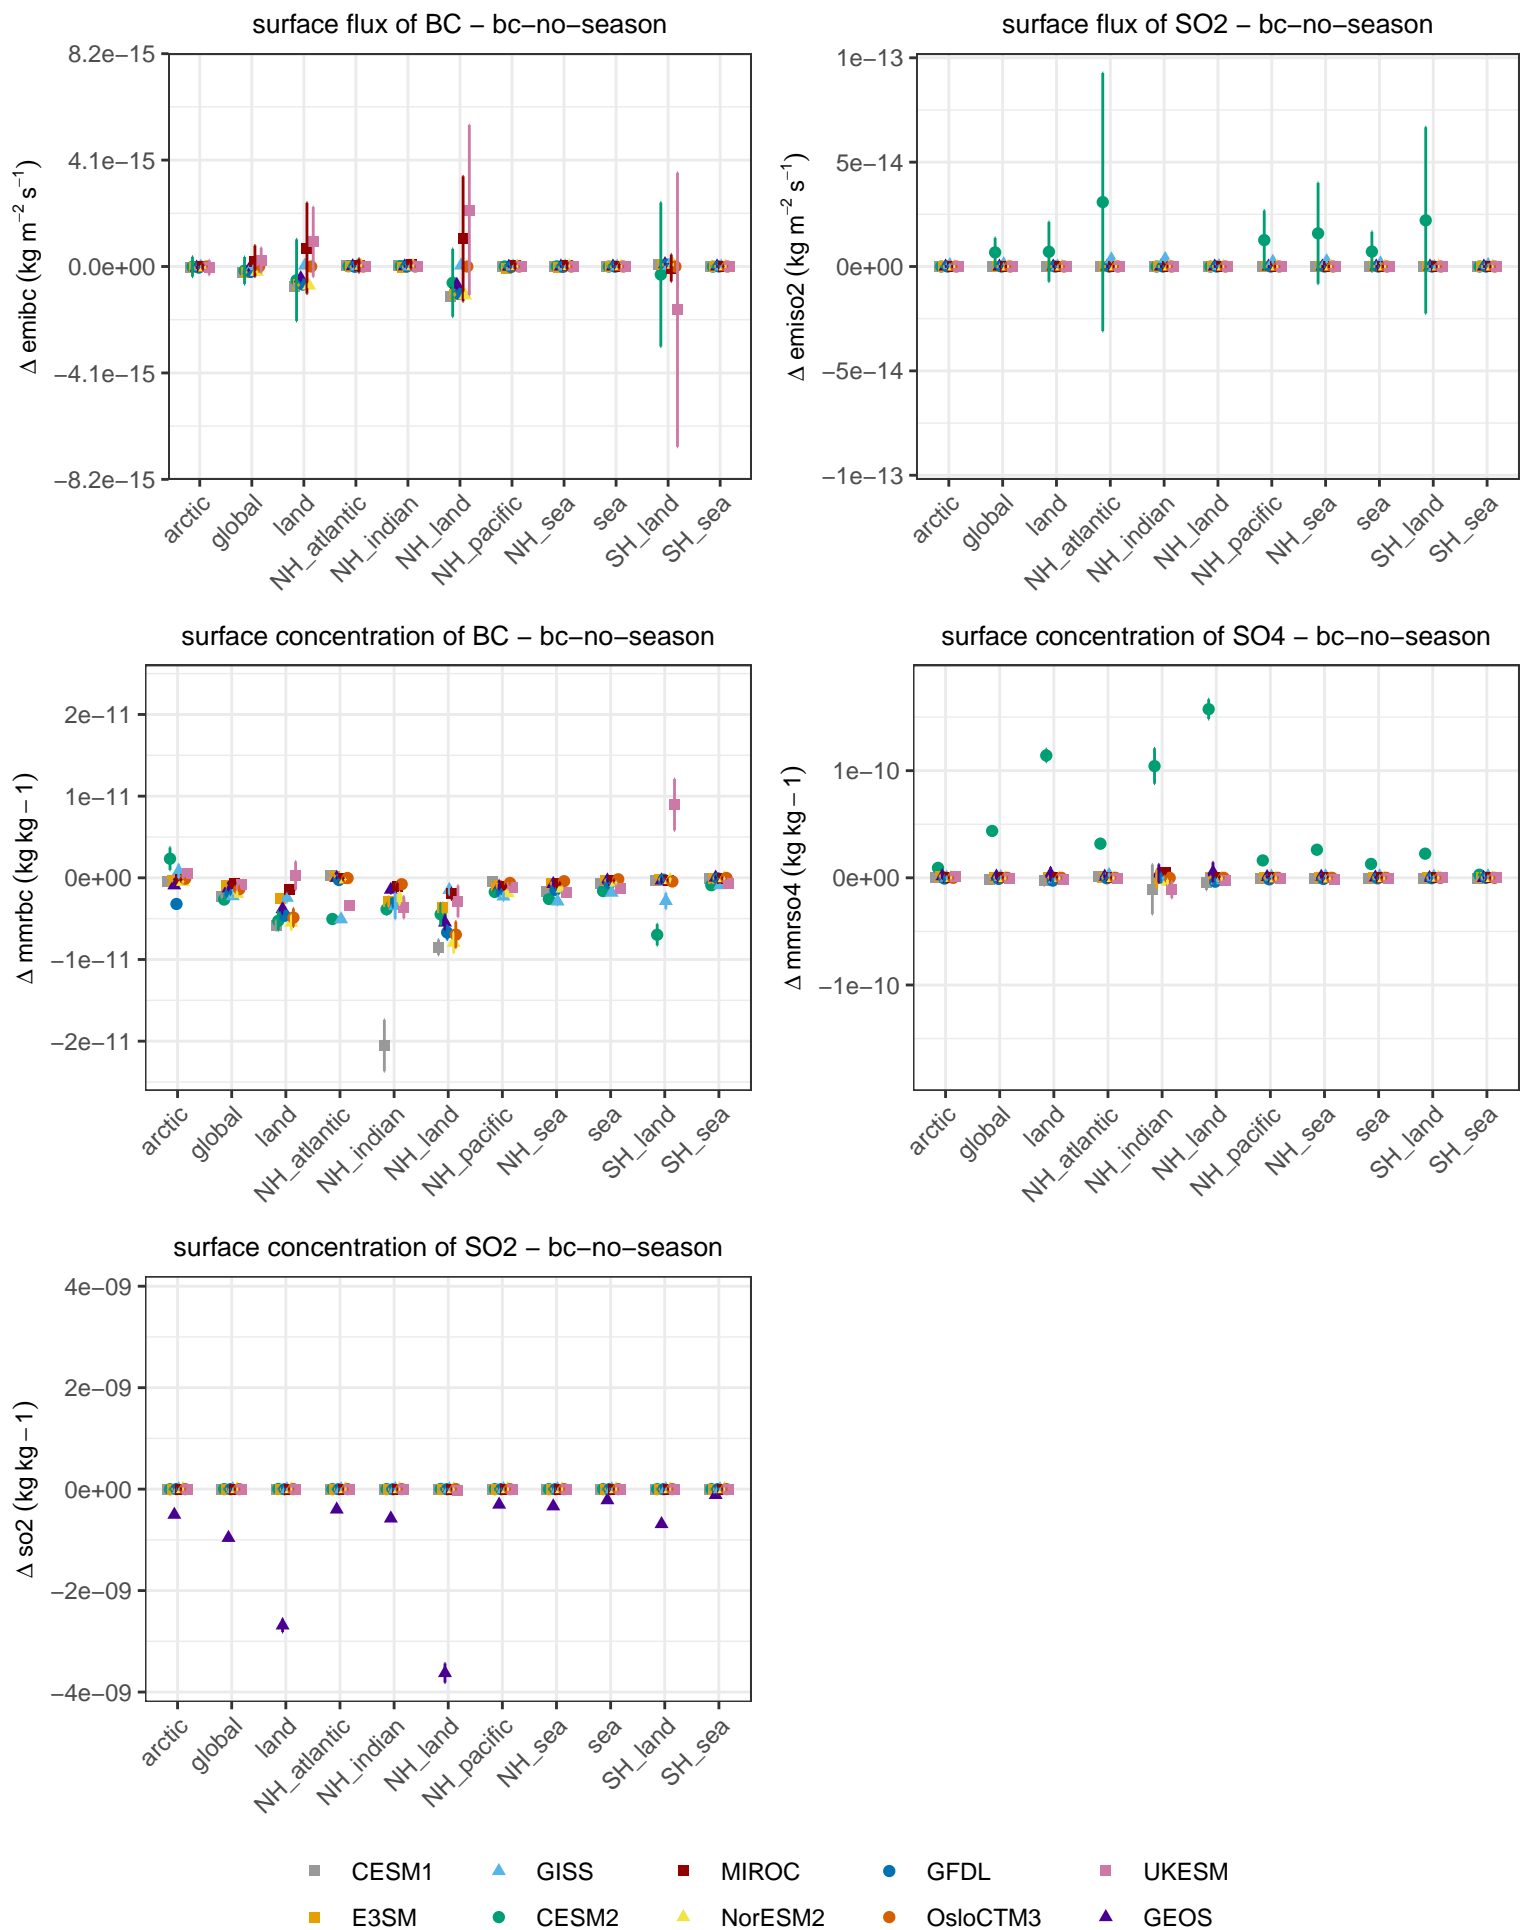 surface flux of BC − bc−no−season
8.2e−15
4.1e−15
0.0e+00
−4.1e−15
−8.2e−15
Δ emibc (kg m−2 s−1)
arctic
global
land
NH_atlantic
NH_indian
NH_land
NH_pacific
NH_sea
sea
SH_land
SH_sea
surface flux of SO2 − bc−no−season
1e−13
5e−14
0e+00
−5e−14
−1e−13
Δ emiso2 (kg m−2 s−1)
arctic
global
land
NH_atlantic
NH_indian
NH_land
NH_pacific
NH_sea
sea
SH_land
SH_sea
surface concentration of BC − bc−no−season
2e−11
1e−11
0e+00
−1e−11
−2e−11
Δ mmrbc (kg kg − 1)
arctic
global
land
NH_atlantic
NH_indian
NH_land
NH_pacific
NH_sea
sea
SH_land
SH_sea
surface concentration of SO4 − bc−no−season
1e−10
0e+00
−1e−10
Δ mmrso4 (kg kg − 1)
arctic
global
land
NH_atlantic
NH_indian
NH_land
NH_pacific
NH_sea
sea
SH_land
SH_sea
surface concentration of SO2 − bc−no−season
4e−09
2e−09
0e+00
−2e−09
−4e−09
Δ so2 (kg kg − 1)
arctic
global
land
NH_atlantic
NH_indian
NH_land
NH_pacific
NH_sea
sea
SH_land
SH_sea
CESM1 GISS MIROC GFDL UKESM
E3SM CESM2 NorESM2 OsloCTM3 GEOS